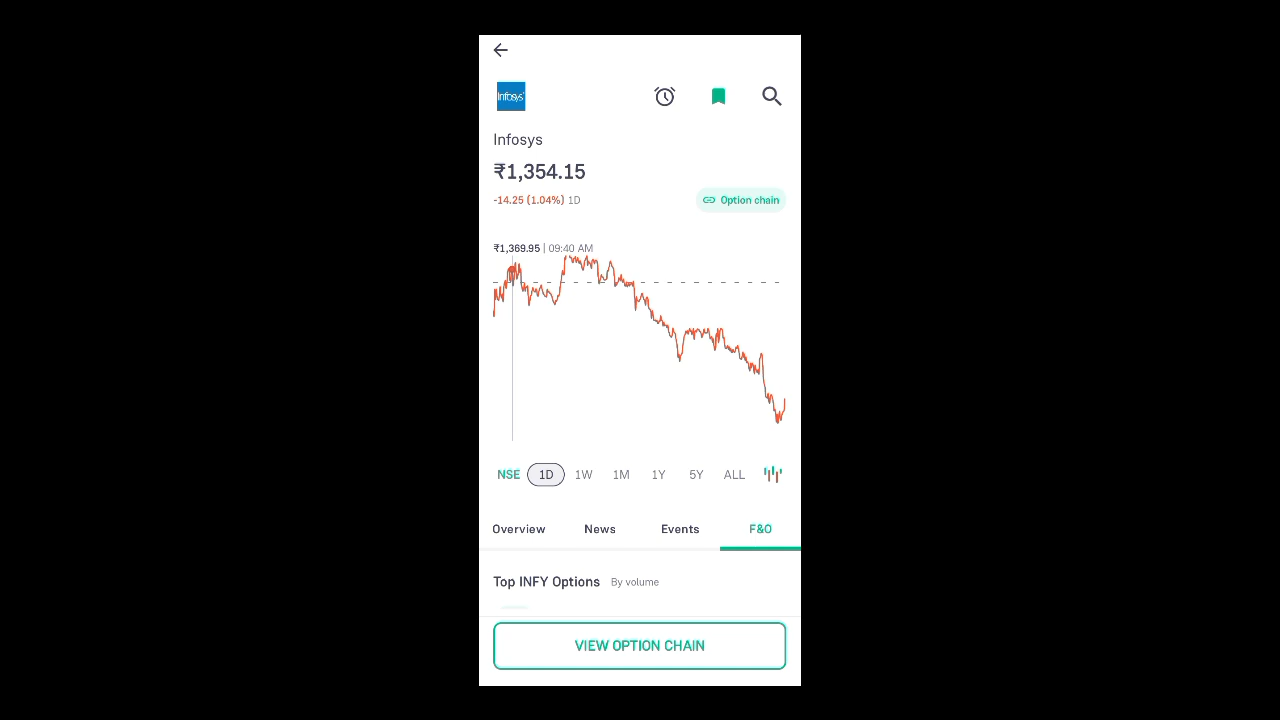 Infosys
Infosys
₹1,354.15
-14.25 (1.04%) 1D
Option chain
₹1,369.95 | 09:40 AM
NSE 1D 1W 1M 1Y 5Y ALL
Overview News Events F&O
Top INFY Options By volume
VIEW OPTION CHAIN